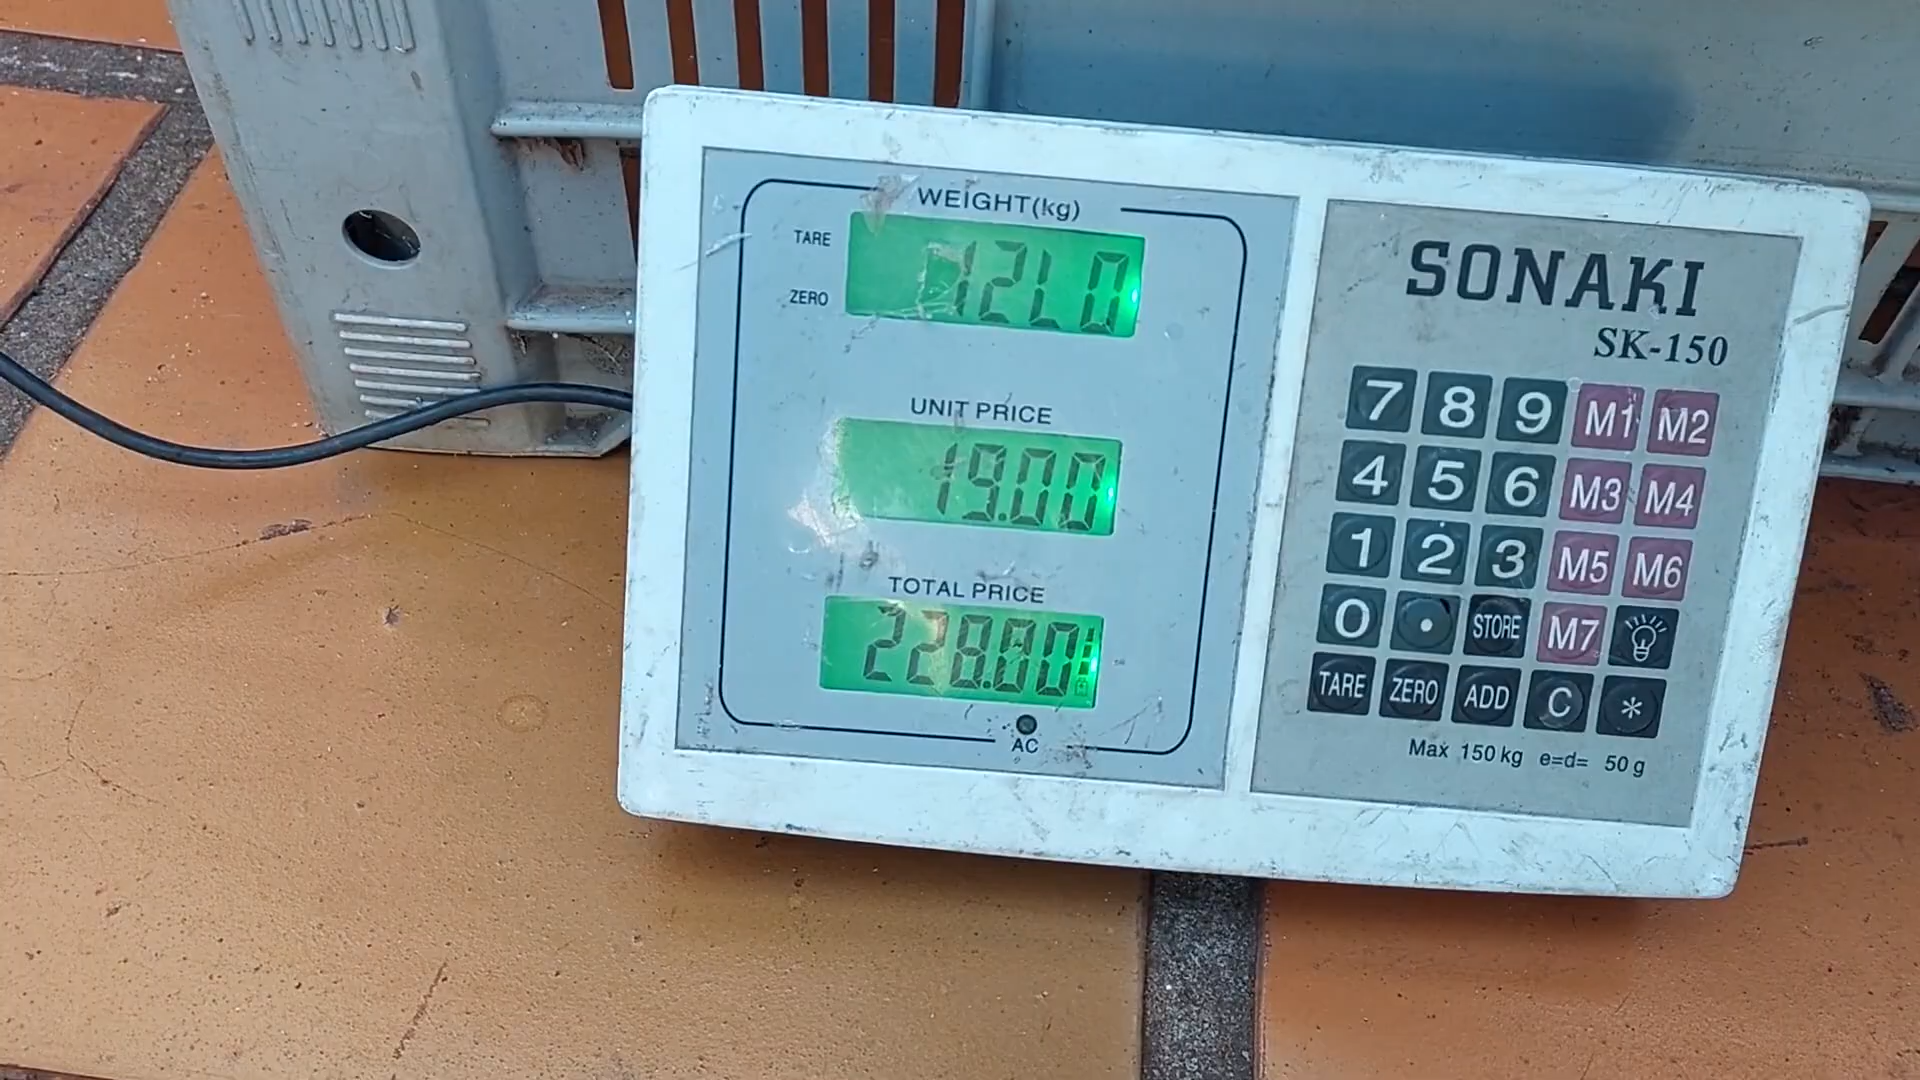 WEIGHT(kg)
TARE
ZERO
12L0
UNIT PRICE
19.00
TOTAL PRICE
228.00
AC
SONAKI
SK-150
7 8 9 M1 M2
4 5 6 M3 M4
1 2 3 M5 M6
0 . STORE M7
TARE ZERO ADD C *
Max 150 kg e=d= 50 g